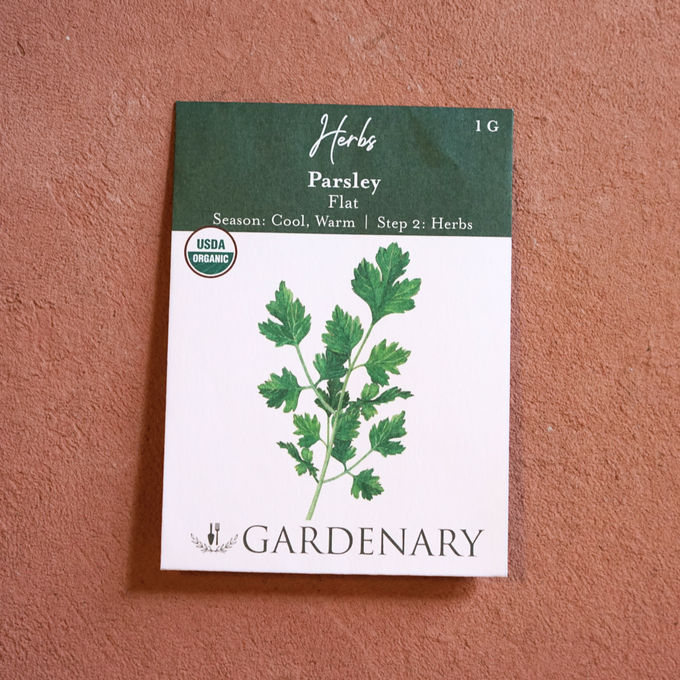 Herbs
1 G
Parsley
Flat
Season: Cool, Warm | Step 2: Herbs
USDA
ORGANIC
GARDENARY